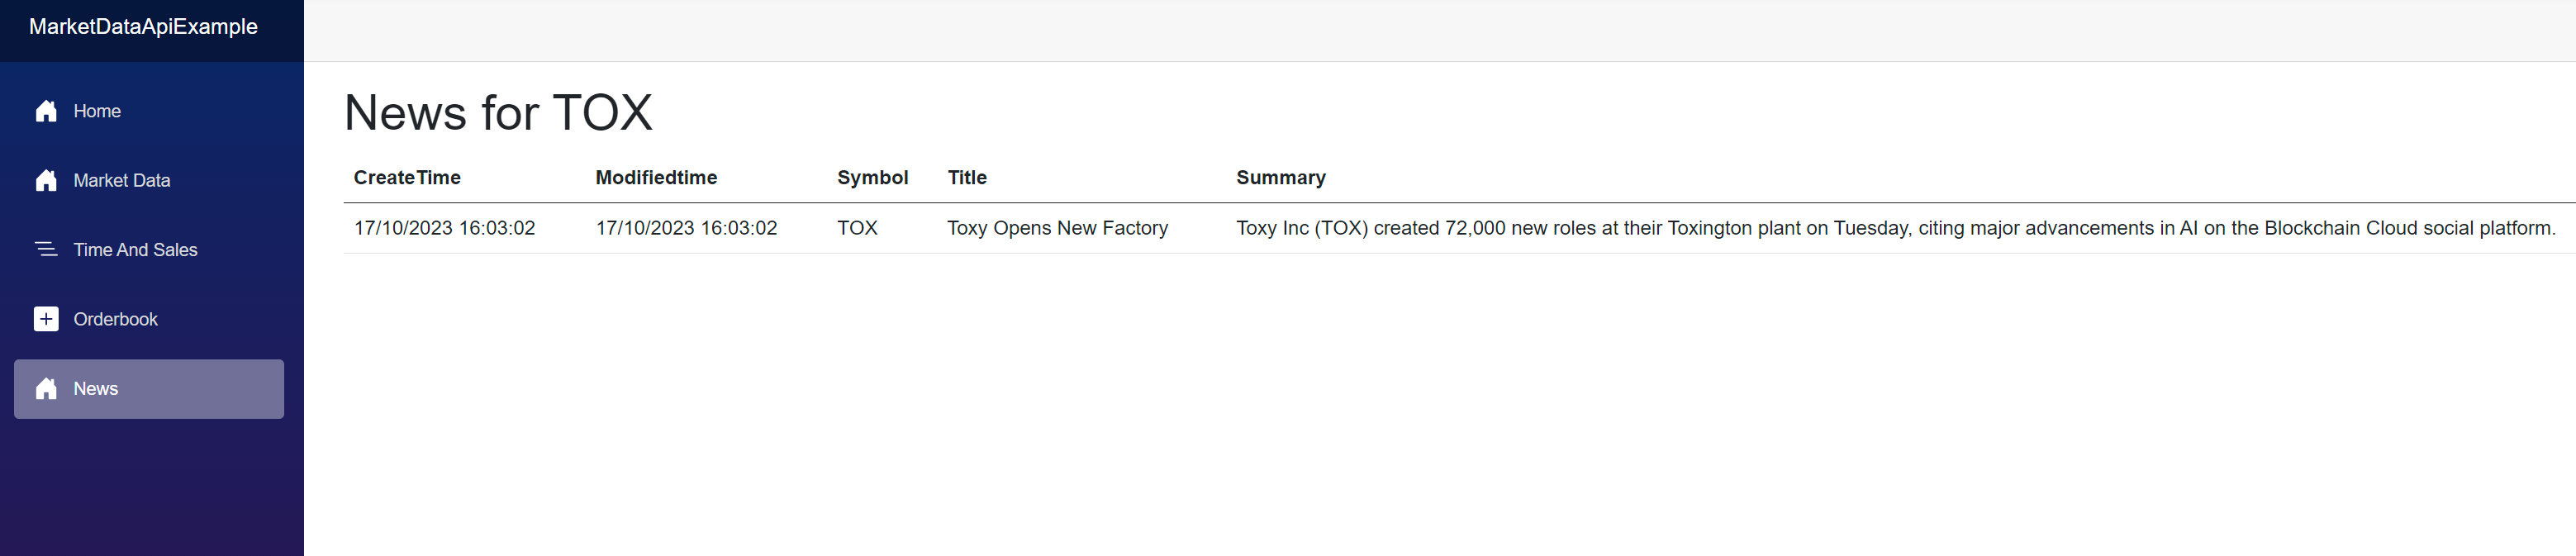 MarketDataApiExample
Home
Market Data
Time And Sales
Orderbook
News
News for TOX
CreateTime Modifiedtime Symbol Title Summary
17/10/2023 16:03:02 17/10/2023 16:03:02 TOX Toxy Opens New Factory Toxy Inc (TOX) created 72,000 new roles at their Toxington plant on Tuesday, citing major advancements in AI on the Blockchain Cloud social platform.